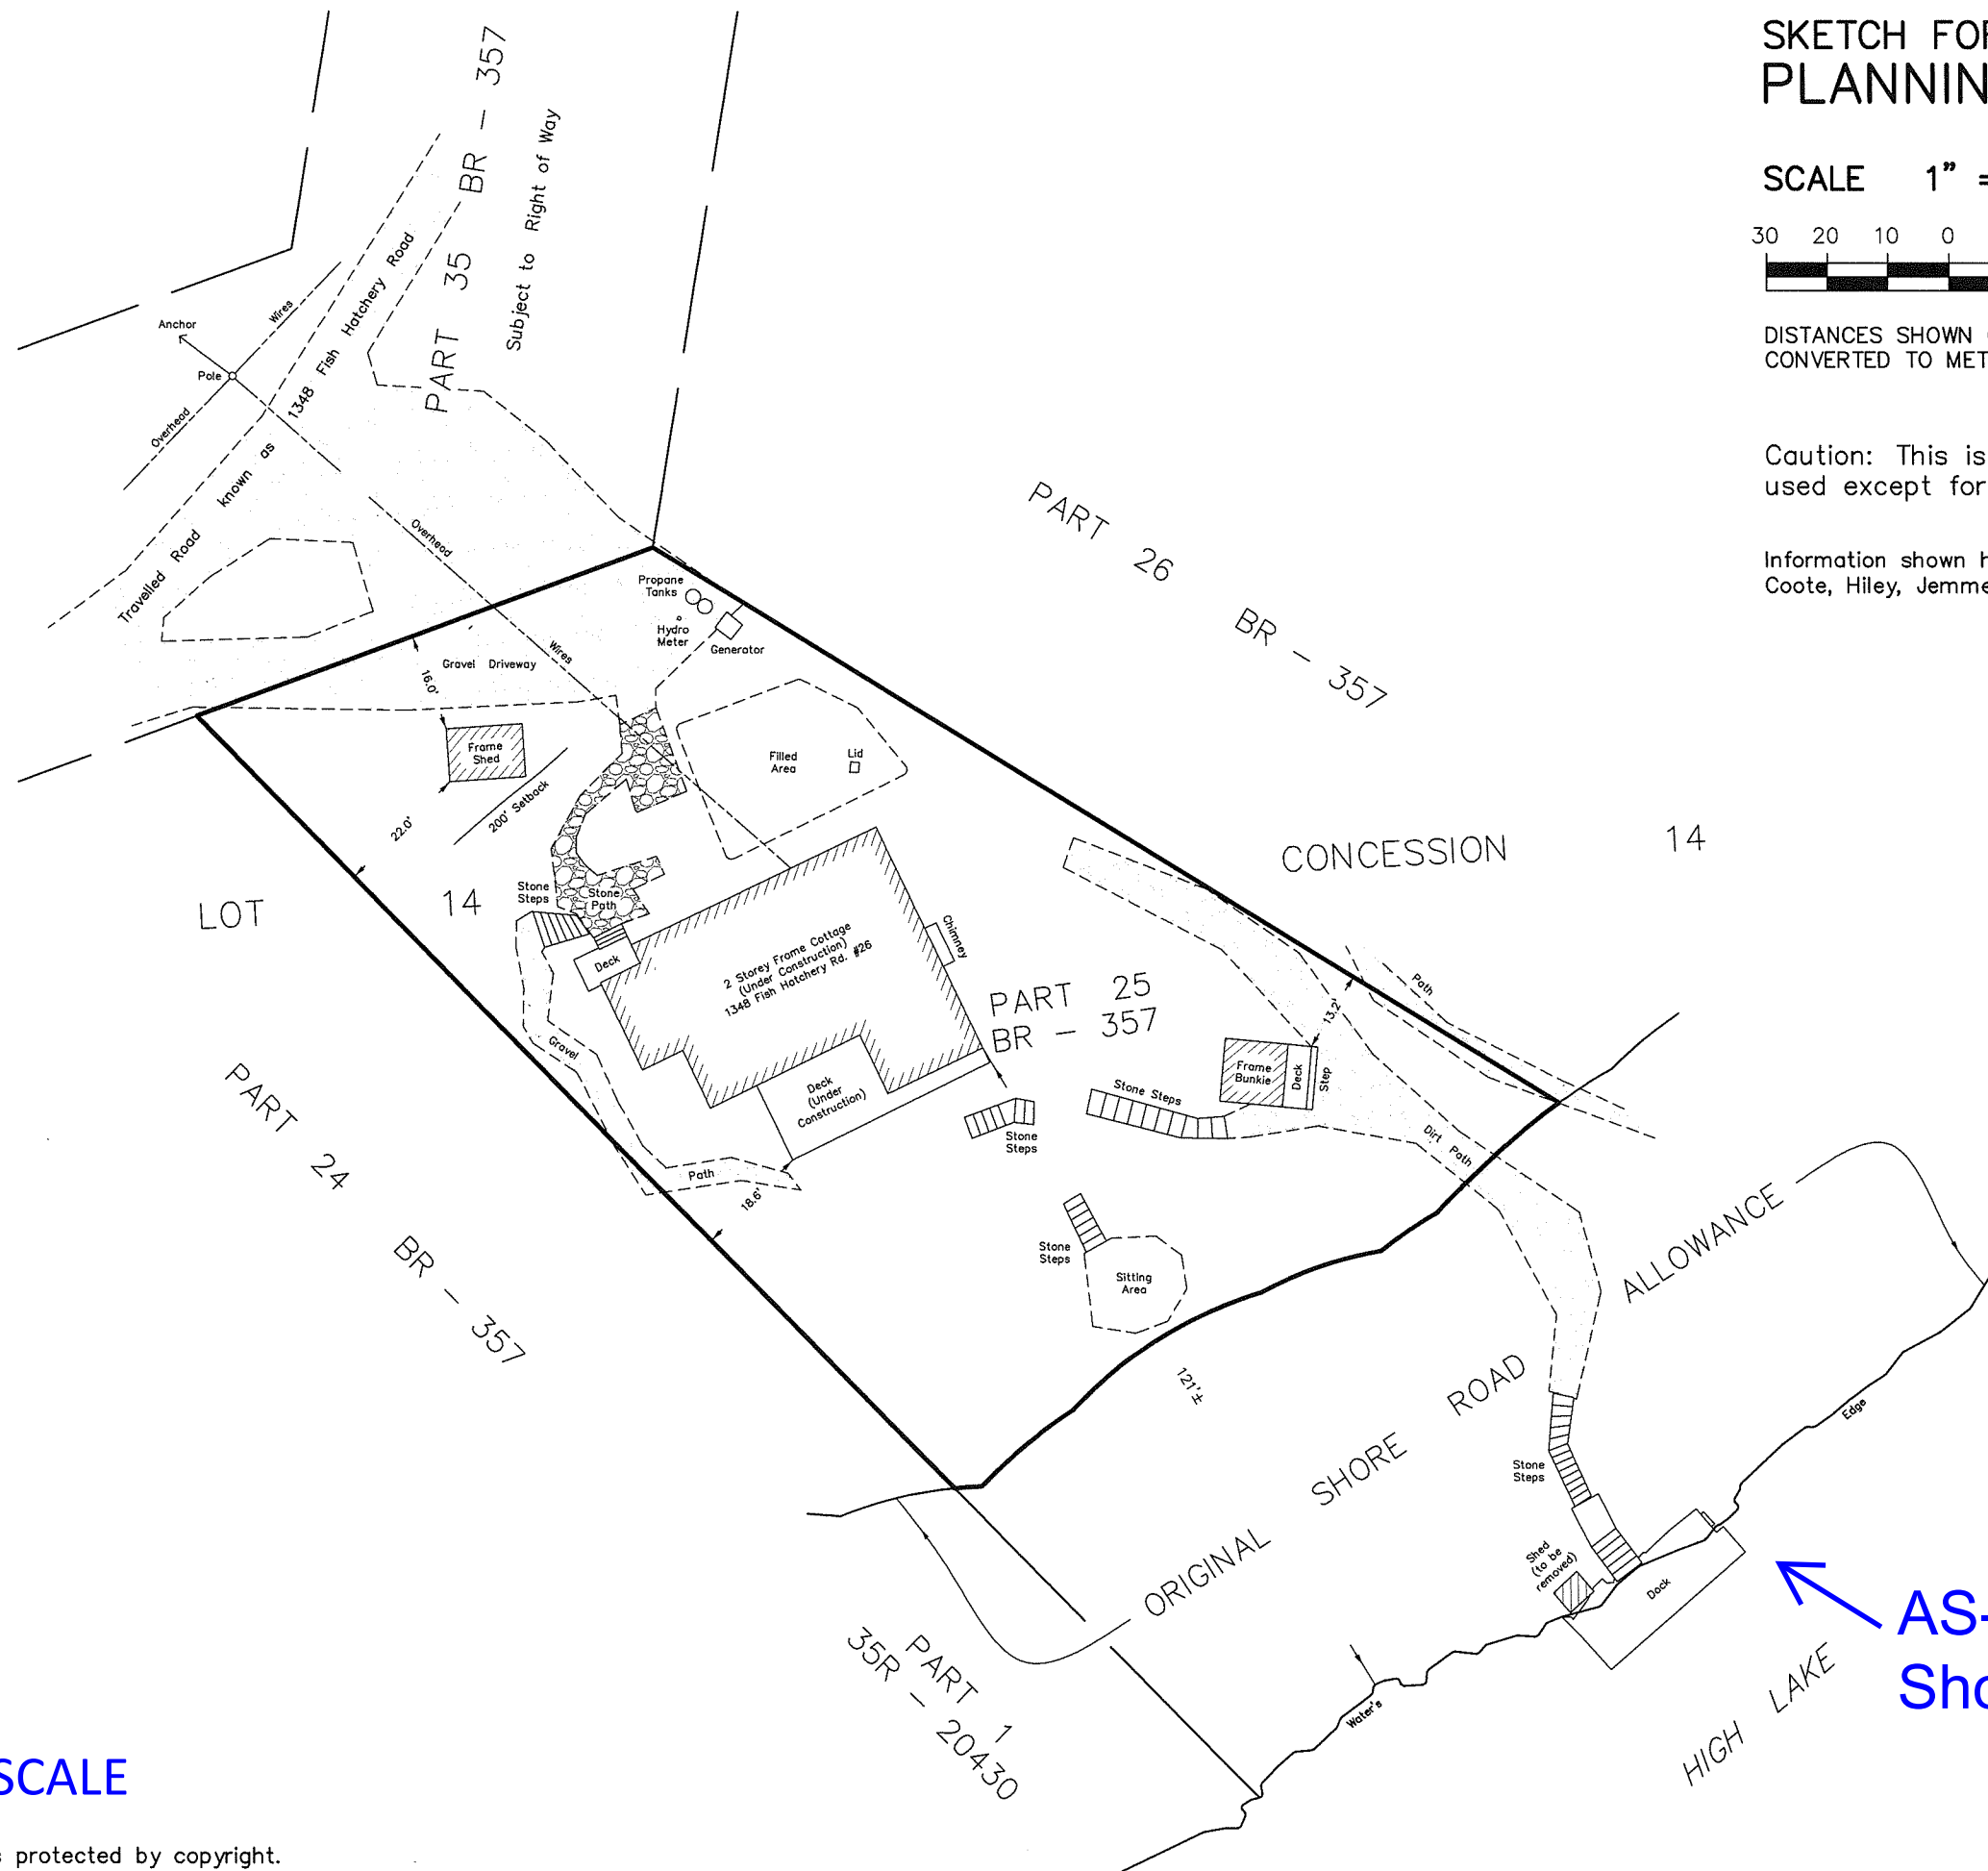 SKETCH FOR
PLANNIN
SCALE 1" =
30 20 10 0
DISTANCES SHOWN
CONVERTED TO MET
Caution: This is
used except for
Information shown
Coote, Hiley, Jemme
PART 35 BR - 357
Subject to Right of Way
Travelled Road known as 1348 Fish Hatchery Road
Anchor
Wires
Pole
Overhead
Overhead
Wires
Propane
Tanks
Hydro
Meter
Generator
Gravel Driveway
16.0'
Frame
Shed
200' Setback
22.0'
Filled
Area
Lid
PART 26 BR - 357
CONCESSION 14
LOT 14
Stone
Steps
Stone
Path
Deck
2 Storey Frame Cottage
(Under Construction)
1348 Fish Hatchery Rd. #26
Chimney
PART 25
BR - 357
Path
13.2'
Frame
Bunkie
Deck
Step
Gravel
Path
Deck
(Under
Construction)
Stone Steps
Stone
Steps
Dirt Path
18.6'
PART 24 BR - 357
Stone
Steps
Sitting
Area
121'±
ORIGINAL SHORE ROAD ALLOWANCE
Edge
Stone
Steps
Shed
(to be
removed)
Dock
Water's
HIGH LAKE
AS-
Sho
PART 1
35R - 20430
SCALE
protected by copyright.